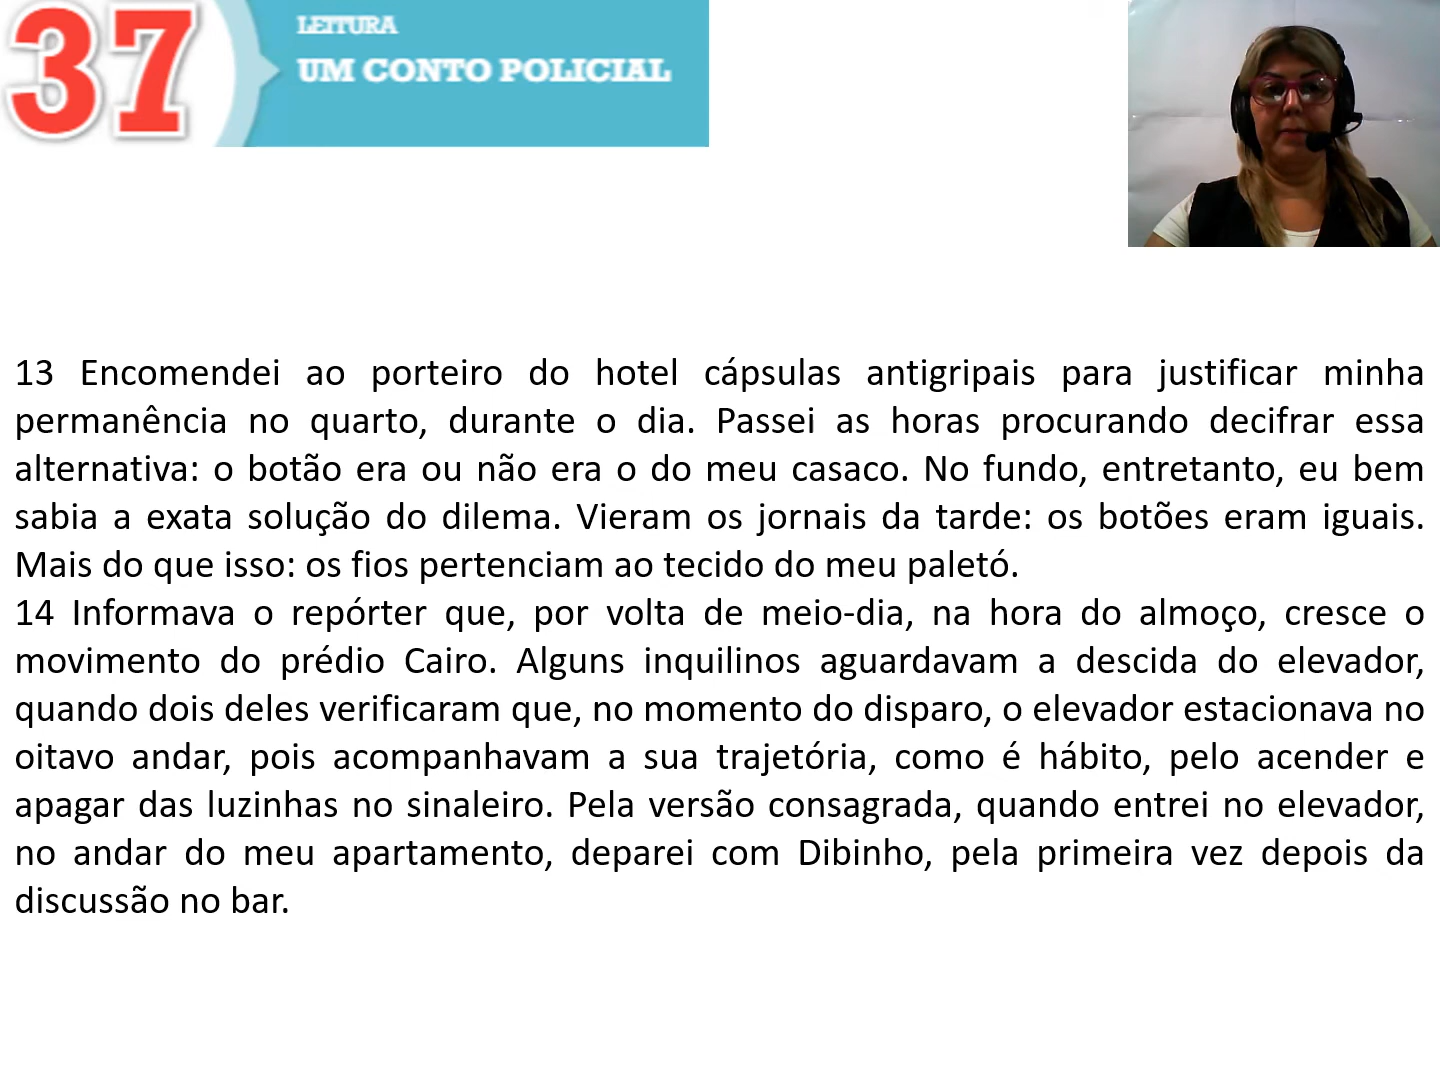 37
LEITURA
UM CONTO POLICIAL
13 Encomendei ao porteiro do hotel cápsulas antigripais para justificar minha
permanência no quarto, durante o dia. Passei as horas procurando decifrar essa
alternativa: o botão era ou não era o do meu casaco. No fundo, entretanto, eu bem
sabia a exata solução do dilema. Vieram os jornais da tarde: os botões eram iguais.
Mais do que isso: os fios pertenciam ao tecido do meu paletó.
14 Informava o repórter que, por volta de meio-dia, na hora do almoço, cresce o
movimento do prédio Cairo. Alguns inquilinos aguardavam a descida do elevador,
quando dois deles verificaram que, no momento do disparo, o elevador estacionava no
oitavo andar, pois acompanhavam a sua trajetória, como é hábito, pelo acender e
apagar das luzinhas no sinaleiro. Pela versão consagrada, quando entrei no elevador,
no andar do meu apartamento, deparei com Dibinho, pela primeira vez depois da
discussão no bar.